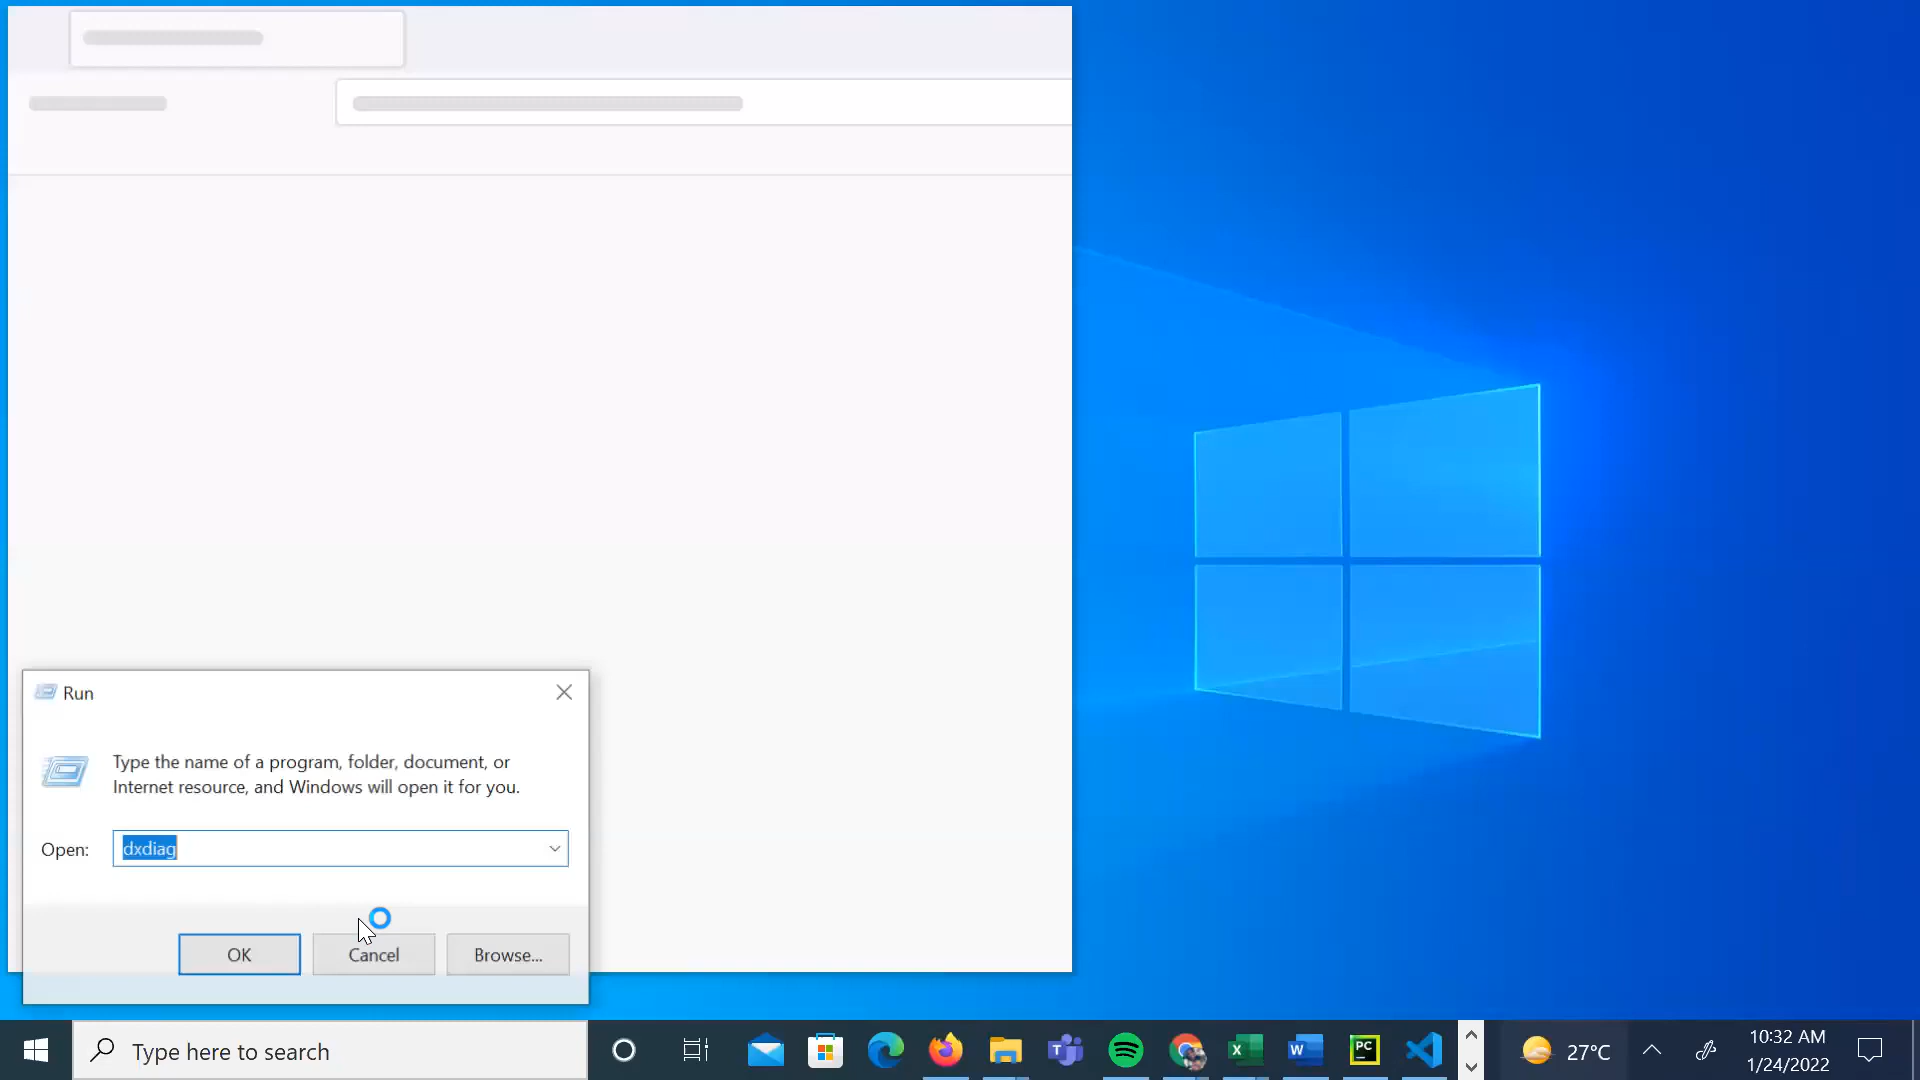 Run
Type the name of a program, folder, document, or
Internet resource, and Windows will open it for you.
Open:
dxdiag
OK
Cancel
Browse...
Type here to search
T
X
W
PC
27°C
10:32 AM
1/24/2022